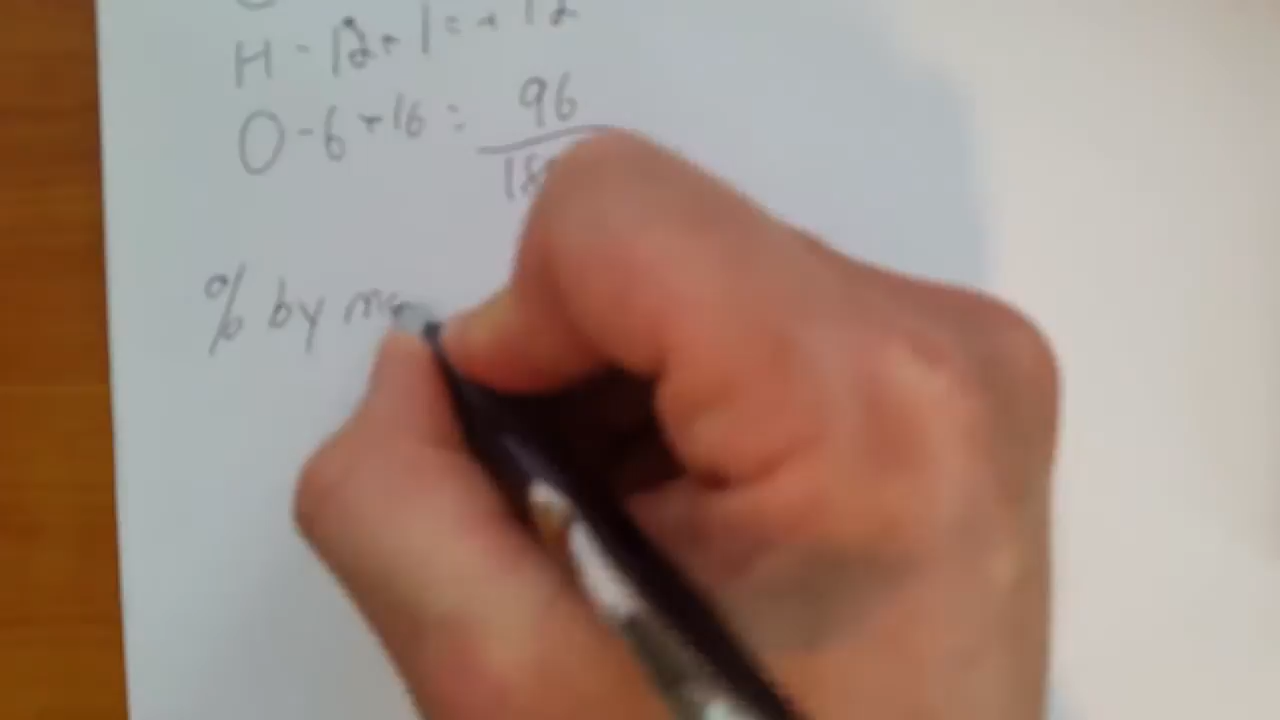 H - 12 * 1 = + 12
O - 6 * 16 = 96
% by